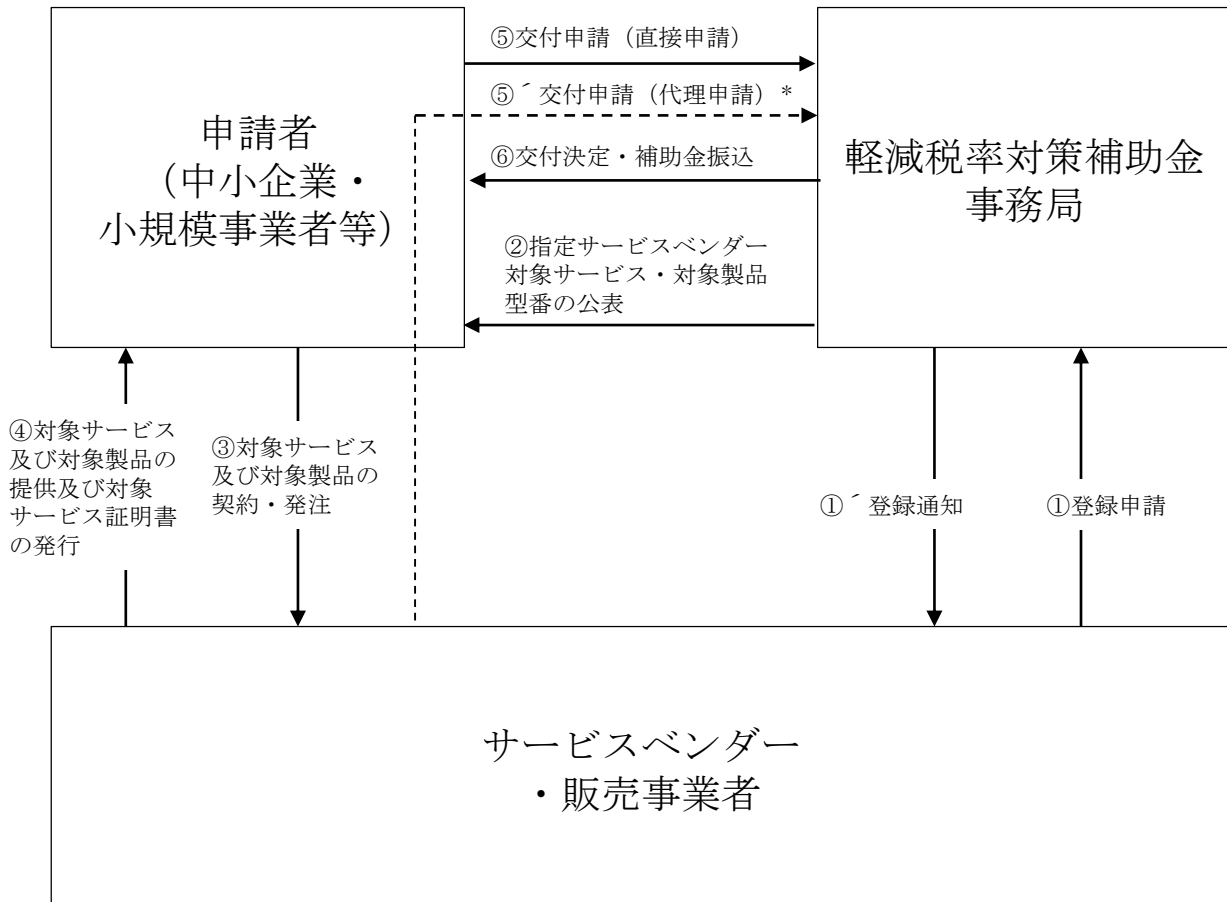 申請者
（中小企業・
小規模事業者等）
⑤交付申請（直接申請）
⑤´交付申請（代理申請）*
⑥交付決定・補助金振込
②指定サービスベンダー
対象サービス・対象製品
型番の公表
軽減税率対策補助金
事務局
④対象サービス
及び対象製品の
提供及び対象
サービス証明書
の発行
③対象サービス
及び対象製品の
契約・発注
①´登録通知
①登録申請
サービスベンダー
・販売事業者